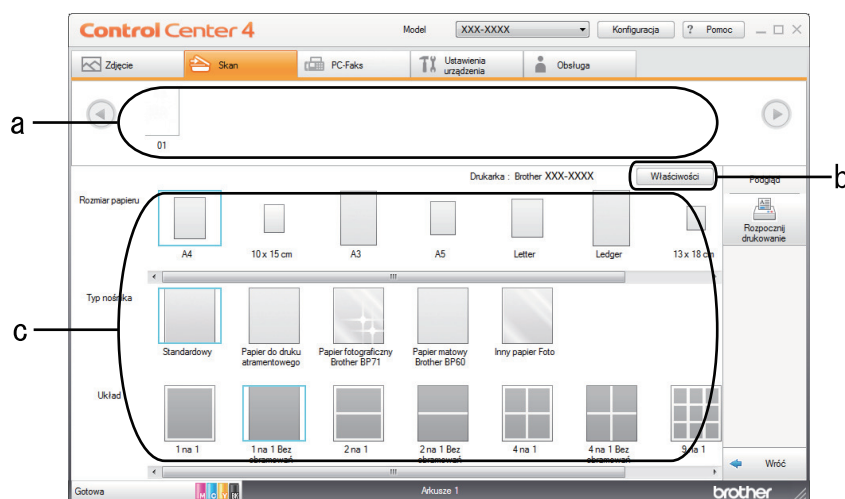 Control Center 4
Model XXX-XXXX Konfiguracja ? Pomoc
Zdjęcie Skan PC-Faks Ustawienia
urządzenia Obsługa
a
01
Drukarka : Brother XXX-XXXX Właściwości Podgląd
b
Rozmiar papieru
Rozpocznij
drukowanie
A4 10 x 15 cm A3 A5 Letter Ledger 13 x 18 cm
Typ nośnika
c
Standardowy Papier do druku
atramentowego Papier fotograficzny
Brother BP71 Papier matowy
Brother BP60 Inny papier Foto
Układ
1 na 1 1 na 1 Bez
obramowań 2 na 1 2 na 1 Bez
obramowań 4 na 1 4 na 1 Bez
obramowań 9 na 1
Wróć
Gotowa M C Y BK Arkusze 1 brother